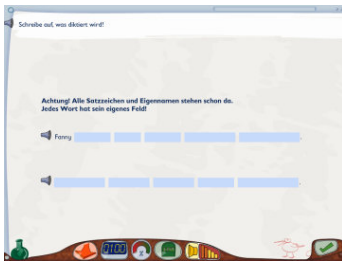 Schreibe auf, was diktiert wird!
Achtung! Alle Satzzeichen und Eigennamen stehen schon da.
Jedes Wort hat sein eigenes Feld!
Fanny .
.